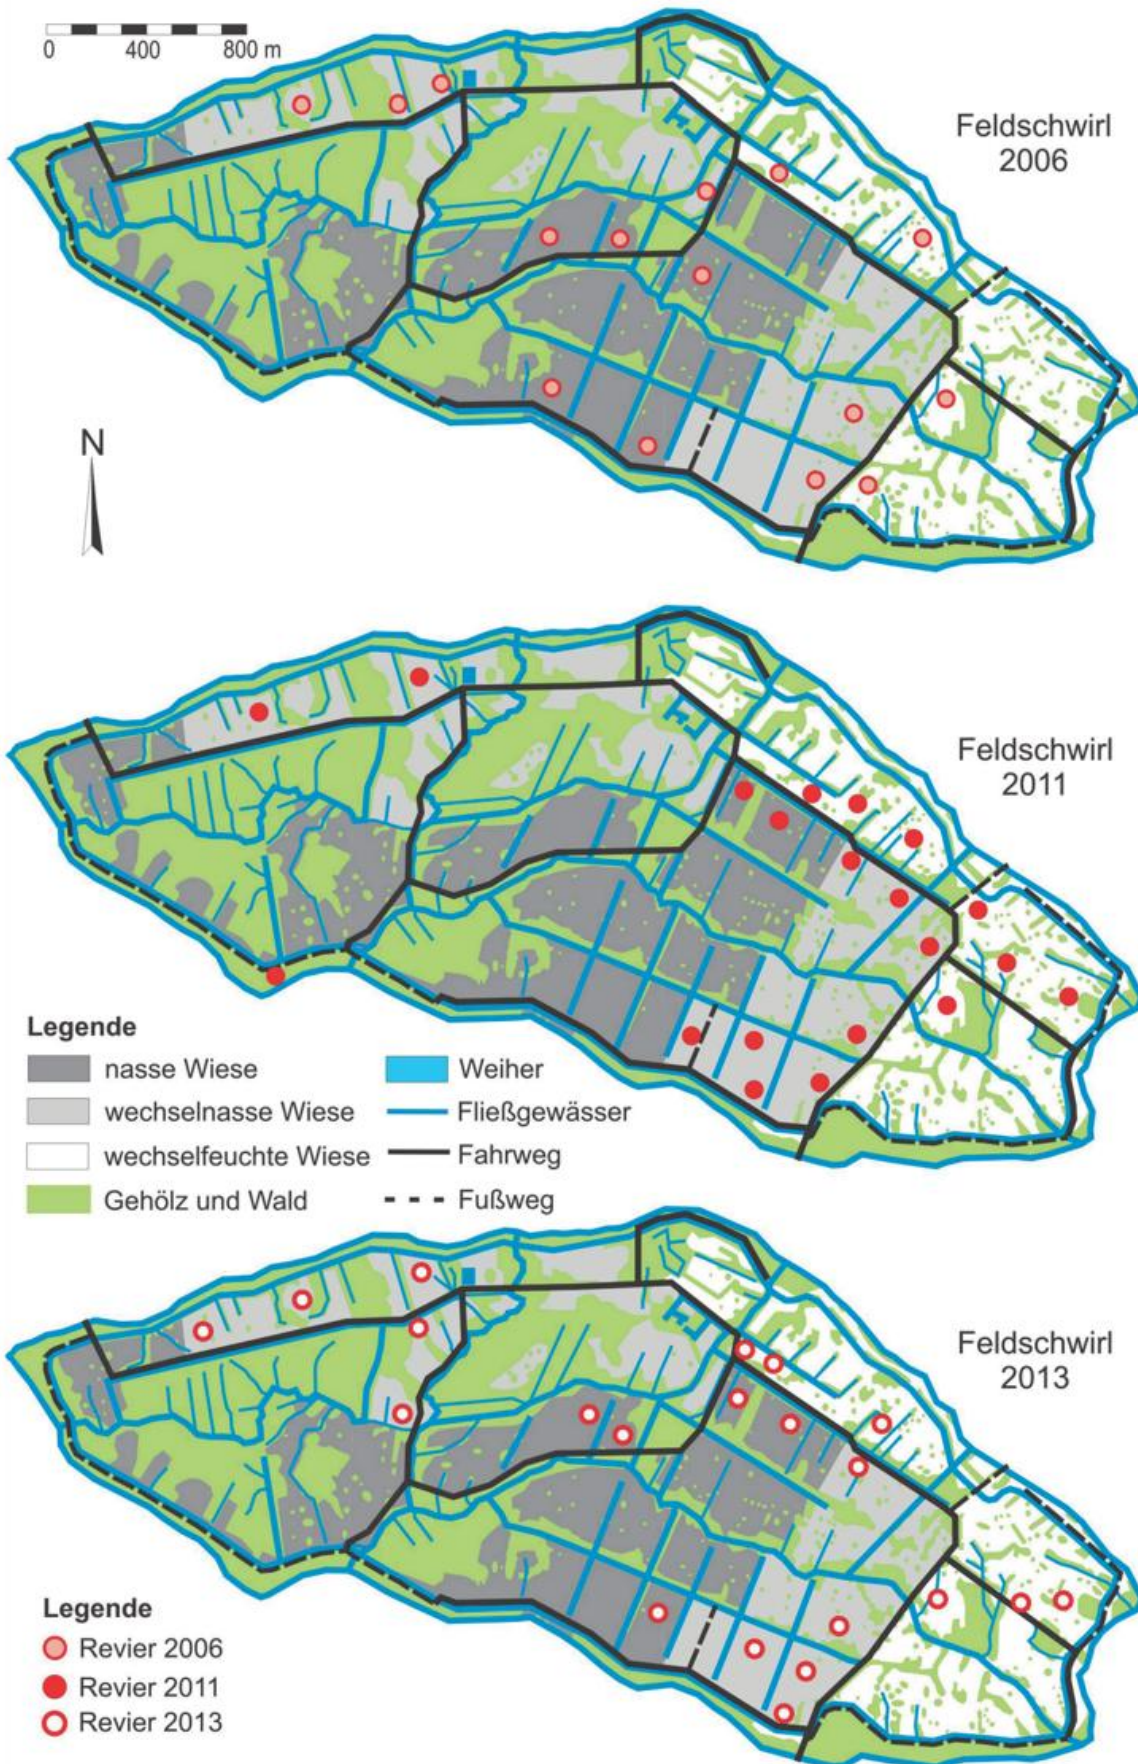 0 400 800 m
Feldschwirl
2006
N
Feldschwirl
2011
Legende
nasse Wiese
wechselnasse Wiese
wechselfeuchte Wiese
Gehölz und Wald
Weiher
Fließgewässer
Fahrweg
Fußweg
Feldschwirl
2013
Legende
Revier 2006
Revier 2011
Revier 2013